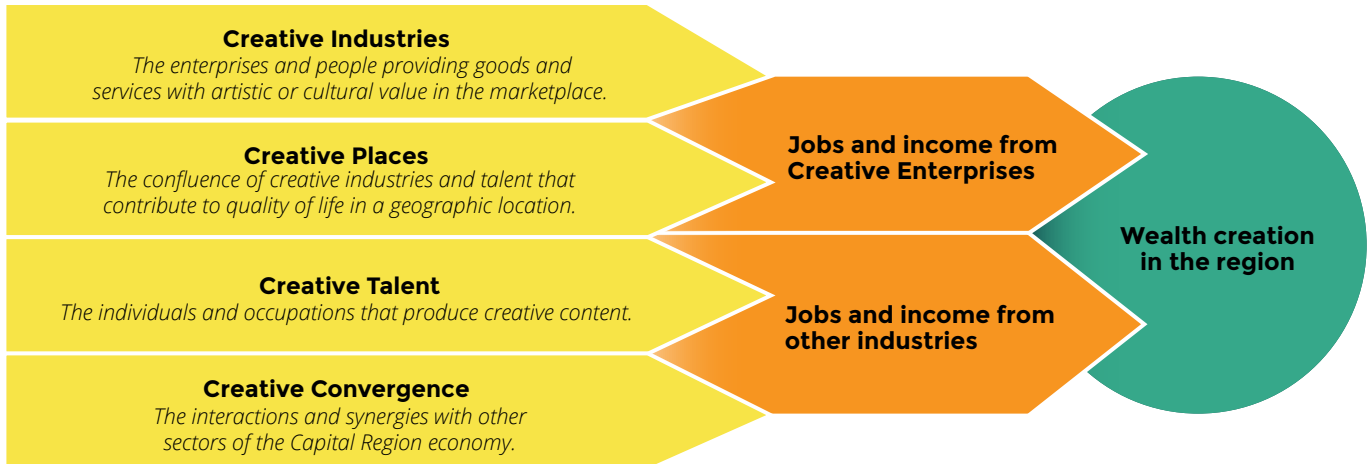 Creative Industries
The enterprises and people providing goods and
services with artistic or cultural value in the marketplace.
Creative Places
The confluence of creative industries and talent that
contribute to quality of life in a geographic location.
Creative Talent
The individuals and occupations that produce creative content.
Creative Convergence
The interactions and synergies with other
sectors of the Capital Region economy.
Jobs and income from
Creative Enterprises
Jobs and income from
other industries
Wealth creation
in the region